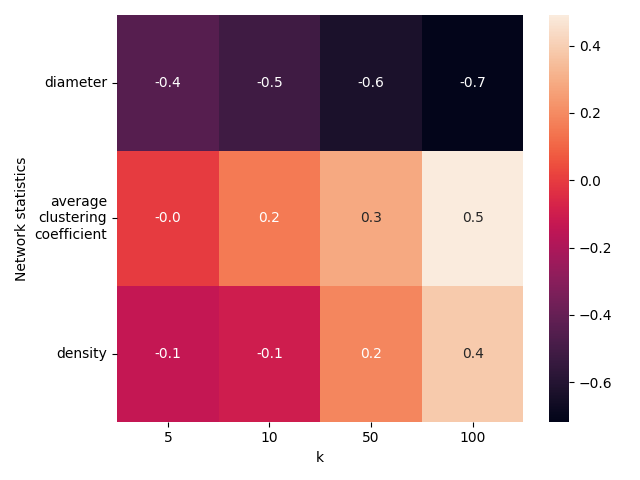 diameter -0.4 -0.5 -0.6 -0.7
average
clustering
coefficient
-0.0 0.2 0.3 0.5
density -0.1 -0.1 0.2 0.4
5 10 50 100
k
Network statistics
0.4
0.2
0.0
−0.2
−0.4
−0.6